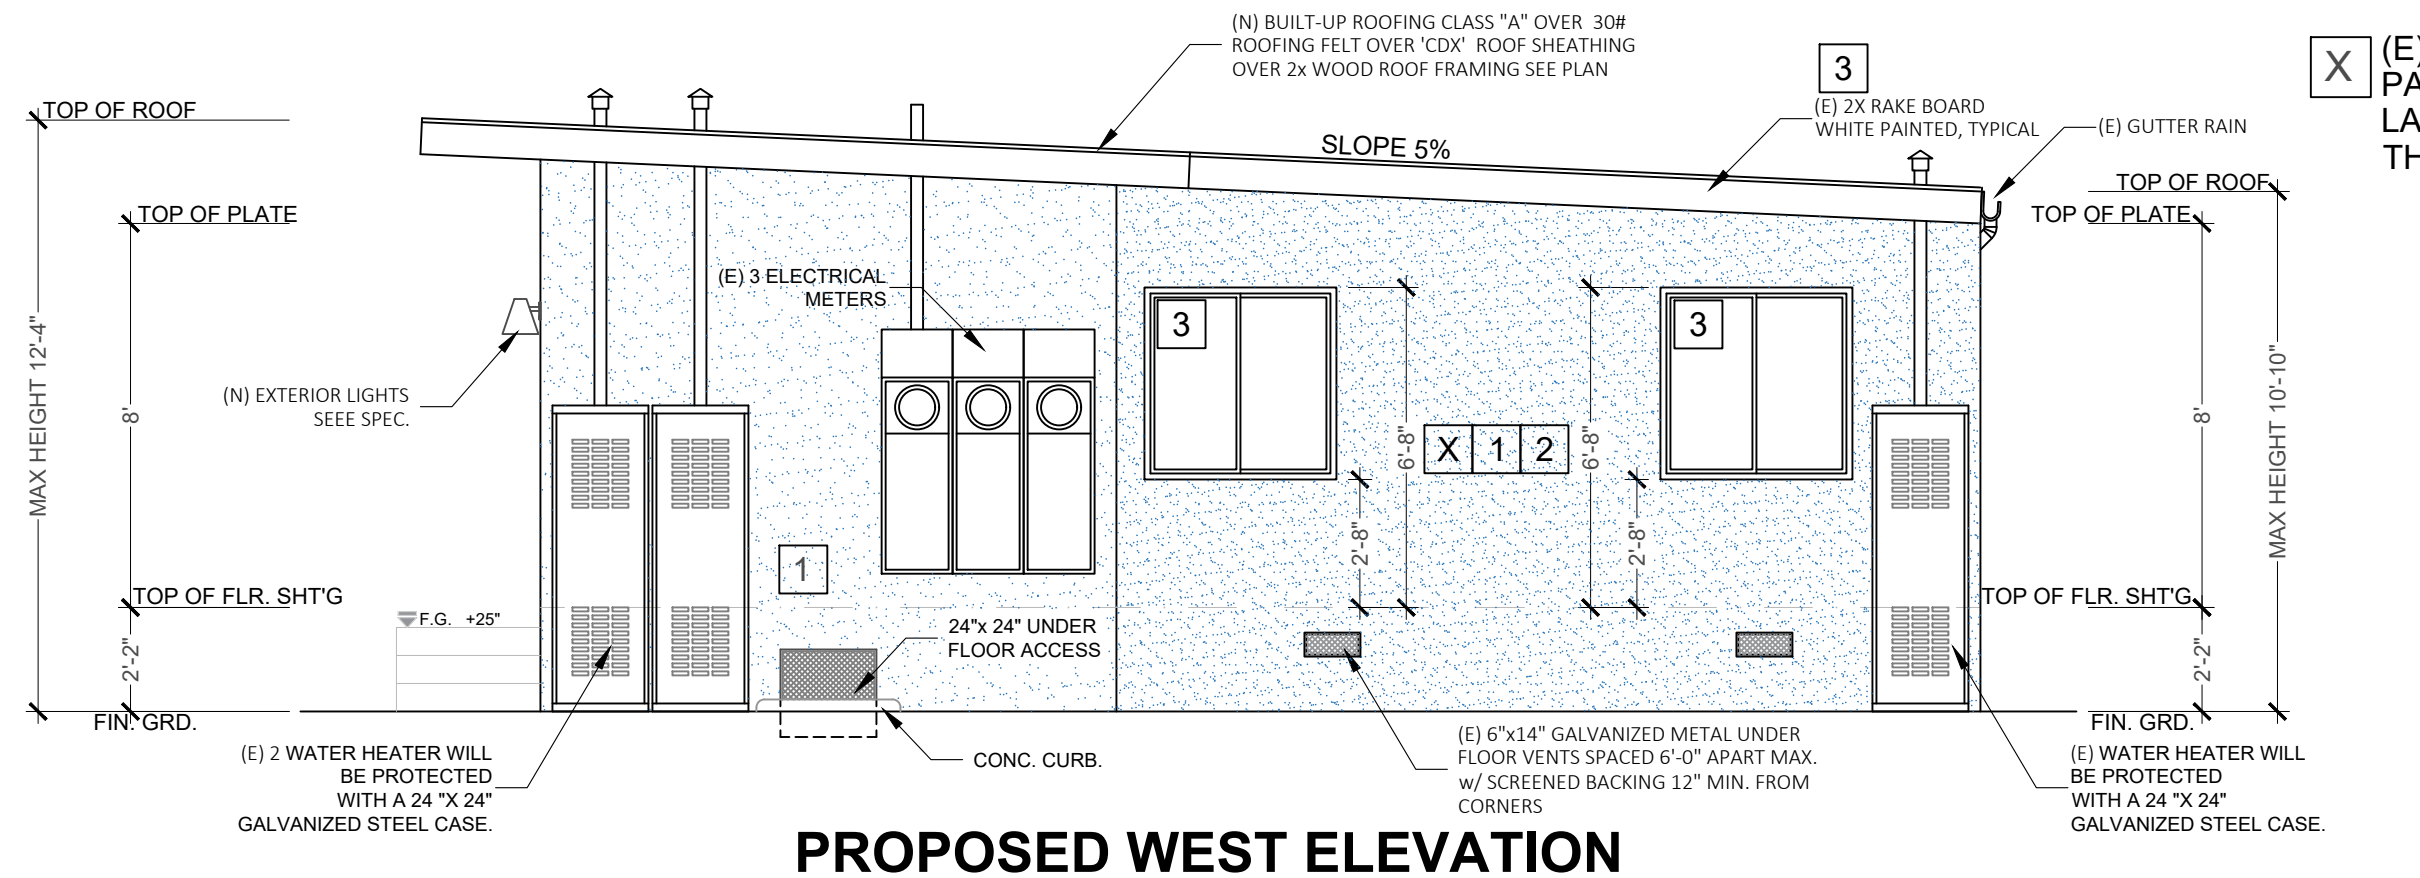 (N) BUILT-UP ROOFING CLASS "A" OVER 30#
ROOFING FELT OVER 'CDX' ROOF SHEATHING
OVER 2x WOOD ROOF FRAMING SEE PLAN
3
(E) 2X RAKE BOARD
WHITE PAINTED, TYPICAL
(E) GUTTER RAIN
X
(E)
PA
LA
TH
TOP OF ROOF
SLOPE 5%
TOP OF ROOF
TOP OF PLATE
TOP OF PLATE
(E) 3 ELECTRICAL
METERS
3
3
MAX HEIGHT 12'-4"
8'
(N) EXTERIOR LIGHTS
SEEE SPEC.
6'-8"
X 1 2
6'-8"
8'
MAX HEIGHT 10'-10"
2'-8"
2'-8"
1
TOP OF FLR. SHT'G
TOP OF FLR. SHT'G
F.G. +25"
24"x 24" UNDER
FLOOR ACCESS
2'-2"
2'-2"
FIN. GRD.
FIN. GRD.
(E) 2 WATER HEATER WILL
BE PROTECTED
WITH A 24 "X 24"
GALVANIZED STEEL CASE.
CONC. CURB.
(E) 6"x14" GALVANIZED METAL UNDER
FLOOR VENTS SPACED 6'-0" APART MAX.
w/ SCREENED BACKING 12" MIN. FROM
CORNERS
(E) WATER HEATER WILL
BE PROTECTED
WITH A 24 "X 24"
GALVANIZED STEEL CASE.
PROPOSED WEST ELEVATION